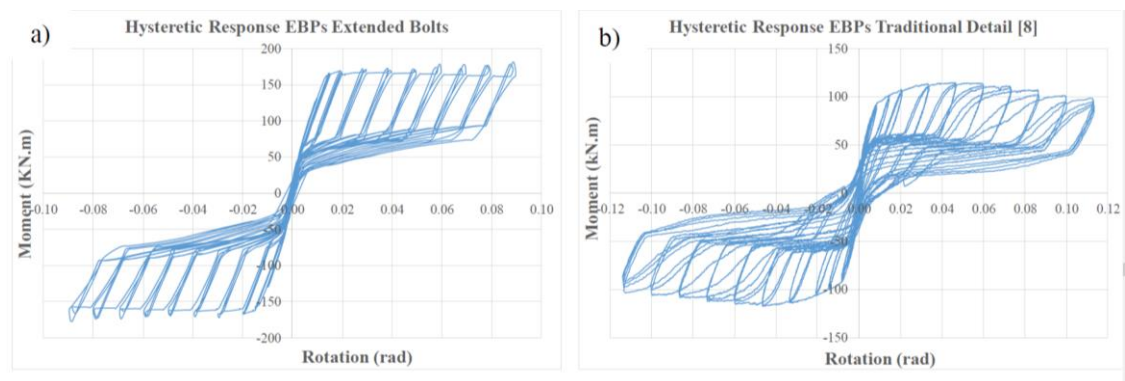 a)
Hysteretic Response EBPs Extended Bolts
200
150
100
50
0
-50
-100
-150
-200
-0.10 -0.08 -0.06 -0.04 -0.02 0.00 0.02 0.04 0.06 0.08 0.10
Moment (KN.m)
Rotation (rad)
b)
Hysteretic Response EBPs Traditional Detail [8]
150
100
50
0
-50
-100
-150
-0.12 -0.10 -0.08 -0.06 -0.04 -0.02 0.00 0.02 0.04 0.06 0.08 0.10 0.12
Moment (kN.m)
Rotation (rad)